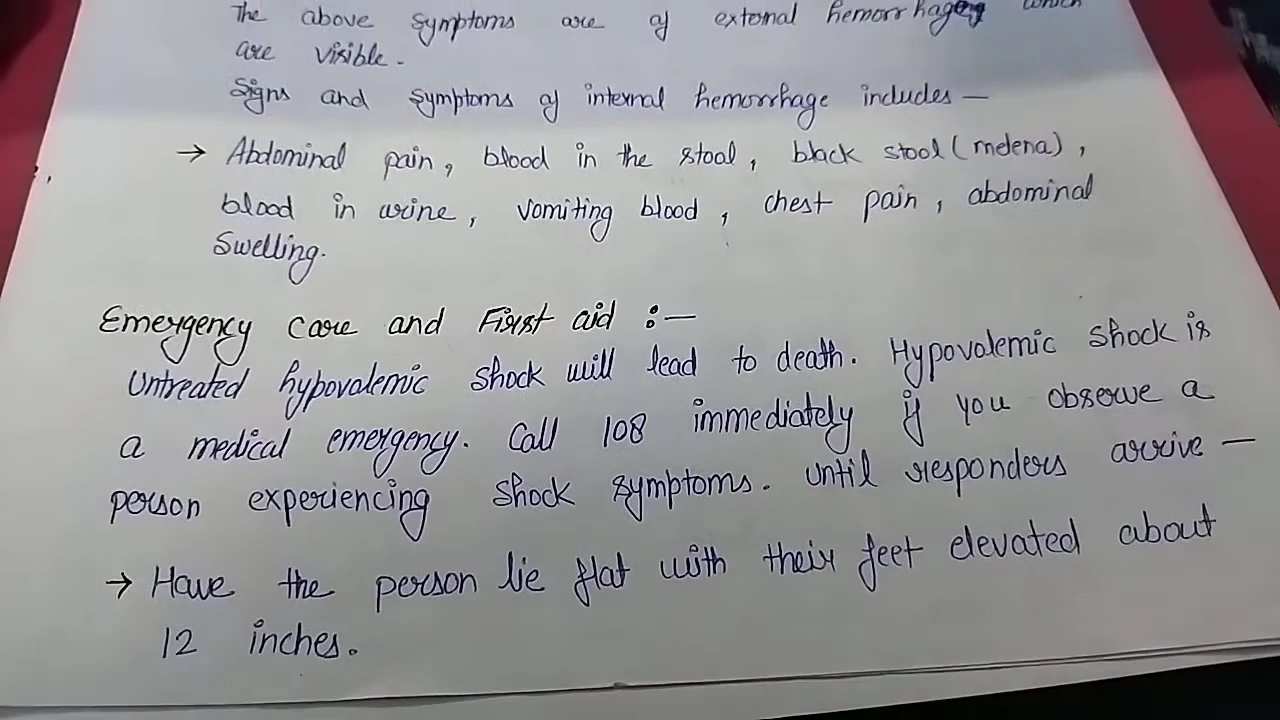 The above symptoms are of external hemorrhagey which
are visible.
Signs and symptoms of internal hemorrhage includes —
→ Abdominal pain, blood in the stool, black stool (melena),
blood in urine, vomiting blood, chest pain, abdominal
swelling.
Emergency care and First aid :—
Untreated hypovolemic shock will lead to death. Hypovolemic shock is
a medical emergency. Call 108 immediately if you observe a
person experiencing shock symptoms. Until responders arrive —
→ Have the person lie flat with their feet elevated about
12 inches.